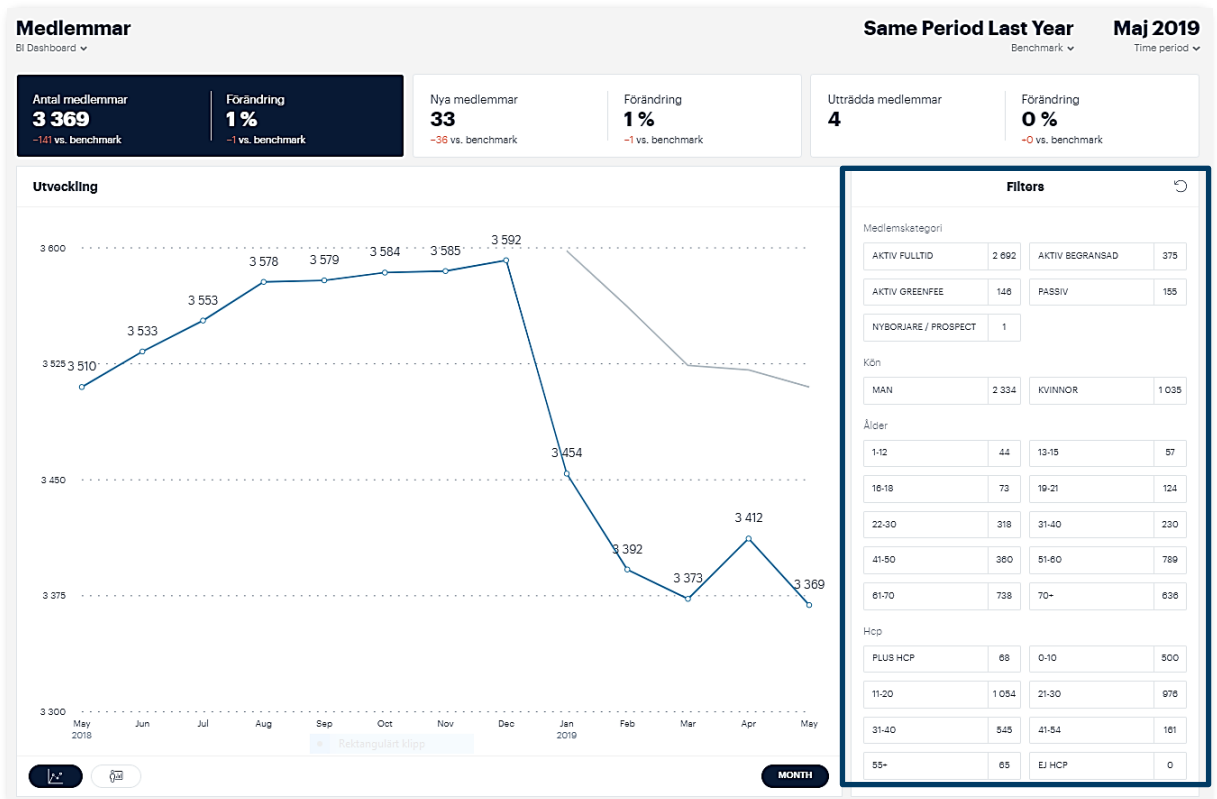 Medlemmar
BI Dashboard
Same Period Last Year
Benchmark
Maj 2019
Time period
Antal medlemmar
3 369
-141 vs. benchmark
Förändring
1 %
-1 vs. benchmark
Nya medlemmar
33
-36 vs. benchmark
Förändring
1 %
-1 vs. benchmark
Utträdda medlemmar
4
Förändring
0 %
-0 vs. benchmark
Utveckling
3 600
3 525
3 450
3 375
3 300
3 510
3 533
3 553
3 578
3 579
3 584
3 585
3 592
3 454
3 392
3 373
3 412
3 369
May 2018
Jun
Jul
Aug
Sep
Oct
Nov
Dec
Jan 2019
Feb
Mar
Apr
May
Rektangulärt klipp
MONTH
Filters
Medlemskategori
AKTIV FULLTID 2 692
AKTIV BEGRANSAD 375
AKTIV GREENFEE 146
PASSIV 155
NYBORJARE / PROSPECT 1
Kön
MAN 2 334
KVINNOR 1 035
Ålder
1-12 44
13-15 57
16-18 73
19-21 124
22-30 318
31-40 230
41-50 360
51-60 789
61-70 738
70+ 636
Hcp
PLUS HCP 68
0-10 500
11-20 1 054
21-30 976
31-40 545
41-54 161
55+ 65
EJ HCP 0